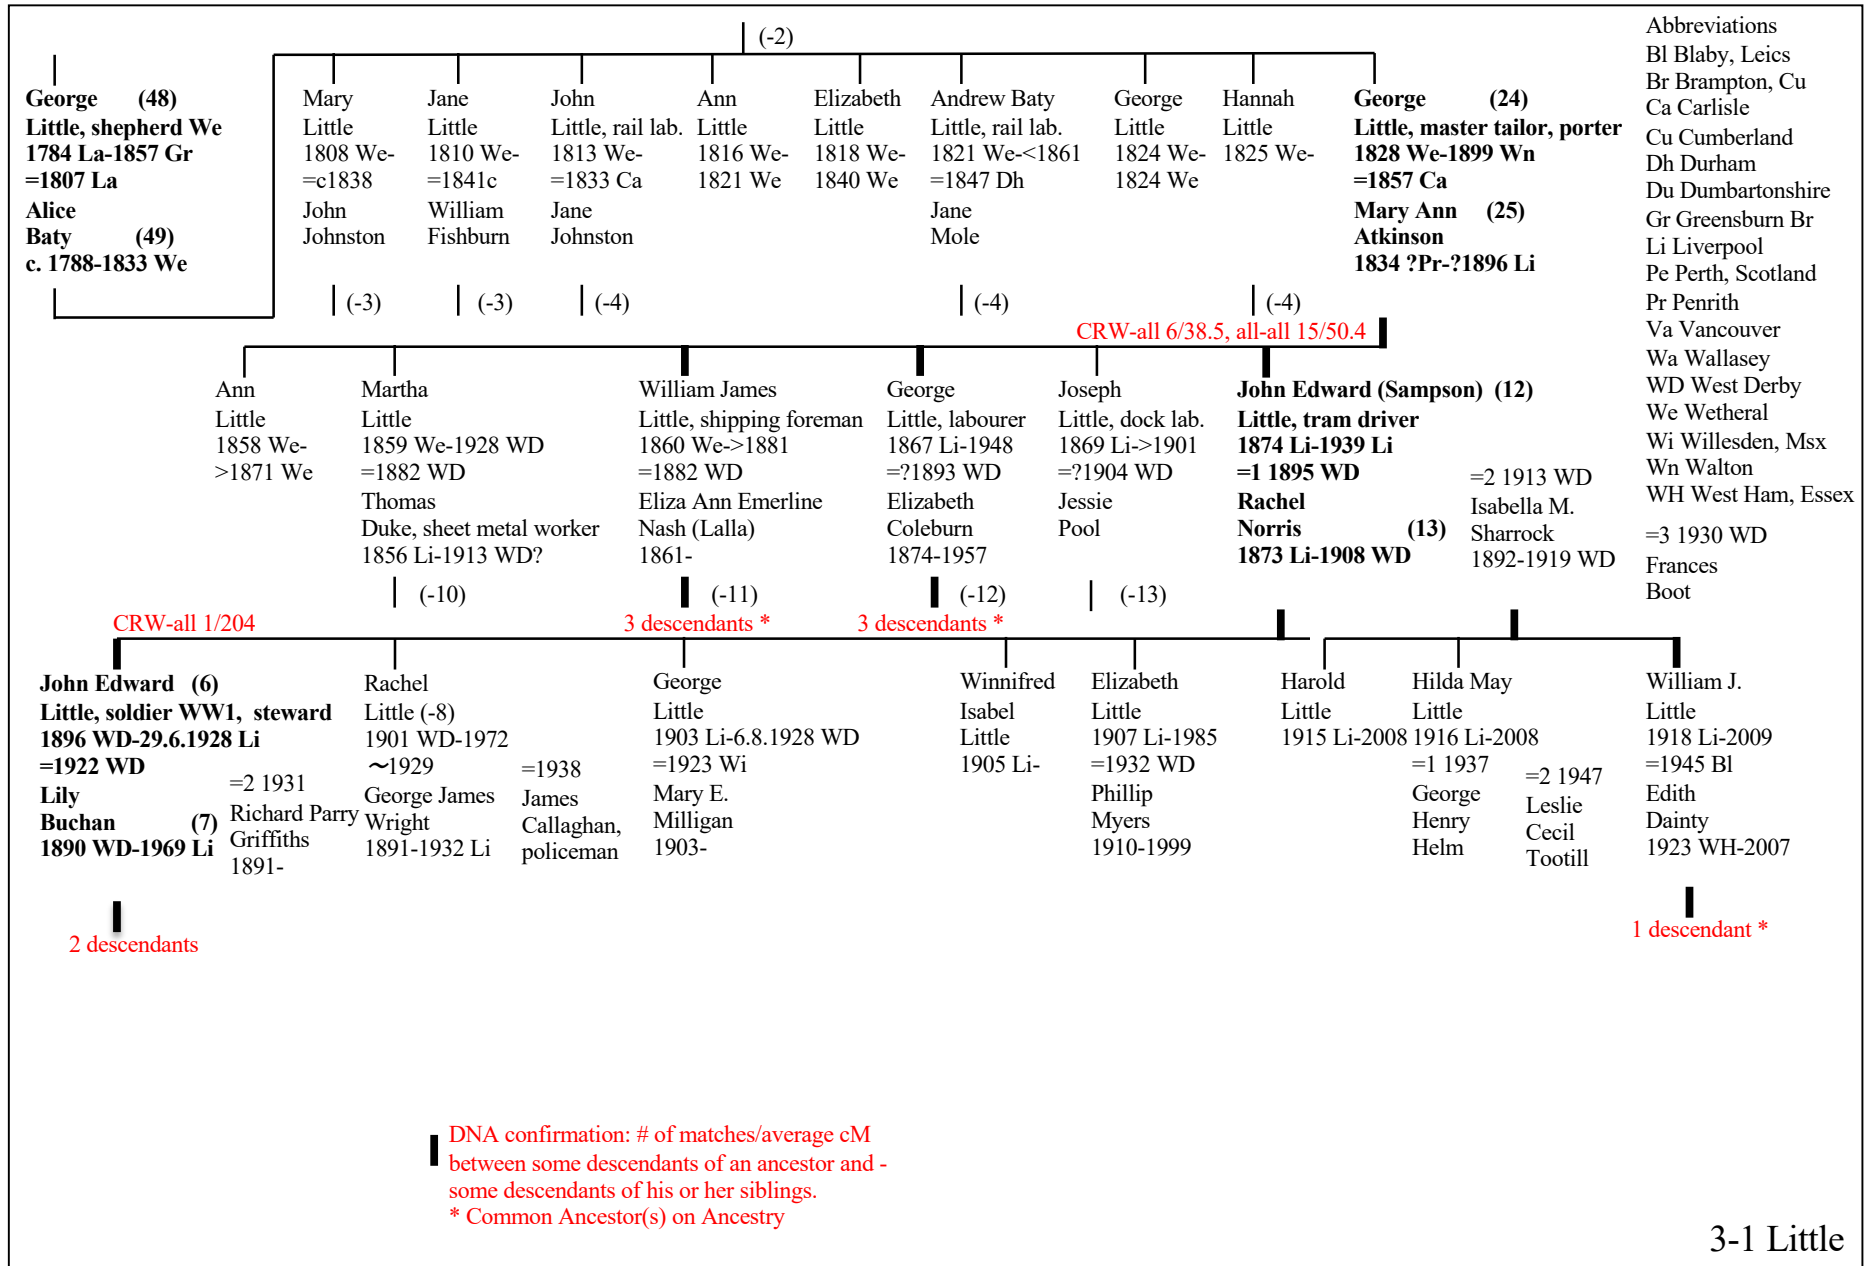 (-2)
George (48)
Little, shepherd We
1784 La-1857 Gr
=1807 La
Alice
Baty (49)
c. 1788-1833 We
Mary
Little
1808 We-
=c1838
John
Johnston
(-3)
Jane
Little
1810 We-
=1841c
William
Fishburn
(-3)
John
Little, rail lab.
1813 We-
=1833 Ca
Jane
Johnston
(-4)
Ann
Little
1816 We-
1821 We
Elizabeth
Little
1818 We-
1840 We
Andrew Baty
Little, rail lab.
1821 We-<1861
=1847 Dh
Jane
Mole
(-4)
George
Little
1824 We-
1824 We
Hannah
Little
1825 We-
(-4)
George (24)
Little, master tailor, porter
1828 We-1899 Wn
=1857 Ca
Mary Ann (25)
Atkinson
1834 ?Pr-?1896 Li
Abbreviations
Bl Blaby, Leics
Br Brampton, Cu
Ca Carlisle
Cu Cumberland
Dh Durham
Du Dumbartonshire
Gr Greensburn Br
Li Liverpool
Pe Perth, Scotland
Pr Penrith
Va Vancouver
Wa Wallasey
WD West Derby
We Wetheral
Wi Willesden, Msx
Wn Walton
WH West Ham, Essex
CRW-all 6/38.5, all-all 15/50.4
Ann
Little
1858 We-
>1871 We
Martha
Little
1859 We-1928 WD
=1882 WD
Thomas
Duke, sheet metal worker
1856 Li-1913 WD?
(-10)
William James
Little, shipping foreman
1860 We->1881
=1882 WD
Eliza Ann Emerline
Nash (Lalla)
1861-
(-11)
3 descendants *
George
Little, labourer
1867 Li-1948
=?1893 WD
Elizabeth
Coleburn
1874-1957
(-12)
3 descendants *
Joseph
Little, dock lab.
1869 Li->1901
=?1904 WD
Jessie
Pool
(-13)
John Edward (Sampson) (12)
Little, tram driver
1874 Li-1939 Li
=1 1895 WD
Rachel
Norris (13)
1873 Li-1908 WD
=2 1913 WD
Isabella M.
Sharrock
1892-1919 WD
=3 1930 WD
Frances
Boot
CRW-all 1/204
John Edward (6)
Little, soldier WW1, steward
1896 WD-29.6.1928 Li
=1922 WD
Lily
Buchan (7)
1890 WD-1969 Li
=2 1931
Richard Parry
Griffiths
1891-
2 descendants
Rachel
Little (-8)
1901 WD-1972
~1929
George James
Wright
1891-1932 Li
=1938
James
Callaghan,
policeman
George
Little
1903 Li-6.8.1928 WD
=1923 Wi
Mary E.
Milligan
1903-
Winnifred
Isabel
Little
1905 Li-
Elizabeth
Little
1907 Li-1985
=1932 WD
Phillip
Myers
1910-1999
Harold
Little
1915 Li-2008
Hilda May
Little
1916 Li-2008
=1 1937
George
Henry
Helm
=2 1947
Leslie
Cecil
Tootill
William J.
Little
1918 Li-2009
=1945 Bl
Edith
Dainty
1923 WH-2007
1 descendant *
DNA confirmation: # of matches/average cM
between some descendants of an ancestor and -
some descendants of his or her siblings.
* Common Ancestor(s) on Ancestry
3-1 Little